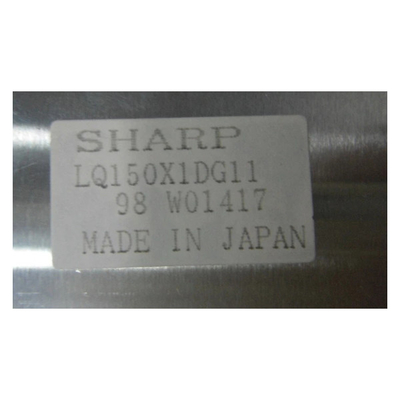 SHARP
LQ150X1DG11
98 W01417
MADE IN JAPAN